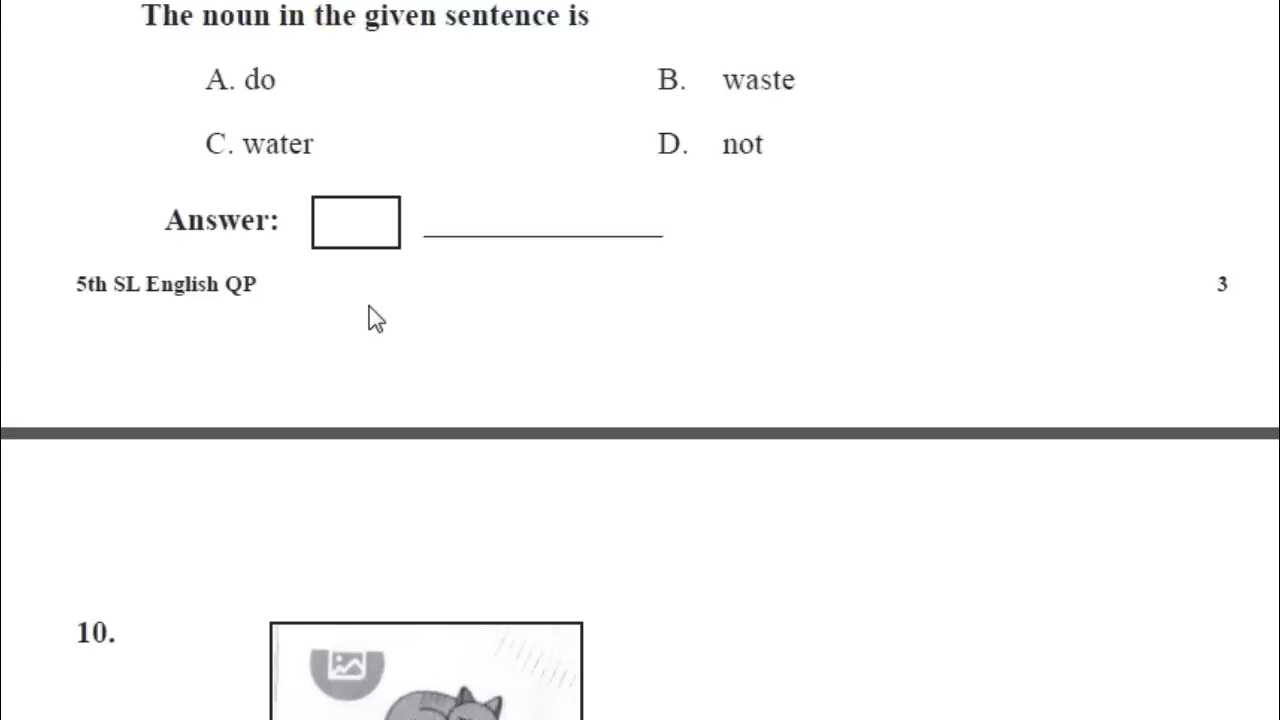 The noun in the given sentence is
A. do B. waste
C. water D. not
Answer:
5th SL English QP 3
10.